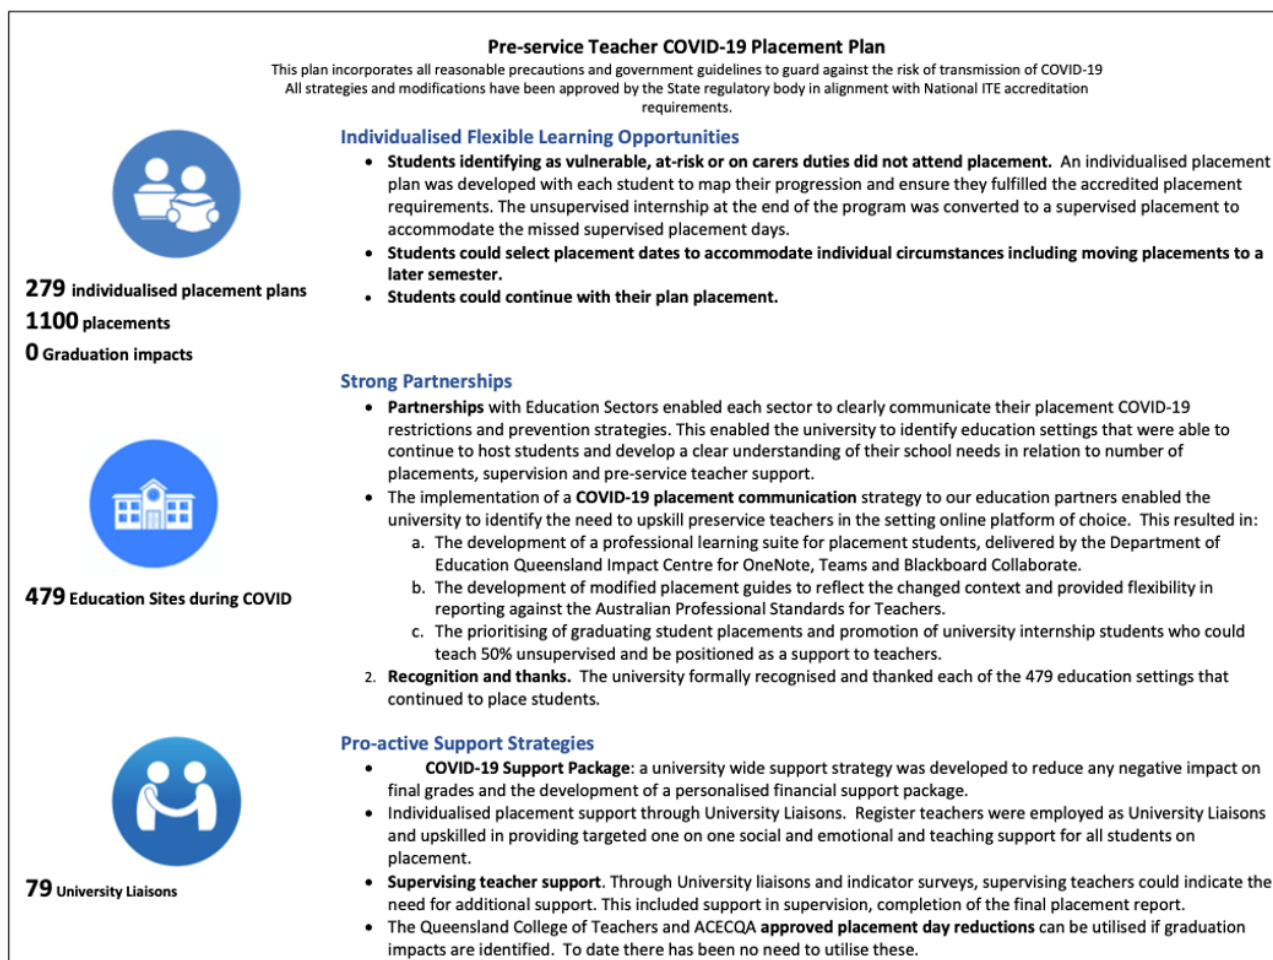 Pre-service Teacher COVID-19 Placement Plan
This plan incorporates all reasonable precautions and government guidelines to guard against the risk of transmission of COVID-19
All strategies and modifications have been approved by the State regulatory body in alignment with National ITE accreditation
requirements.
279 individualised placement plans
1100 placements
0 Graduation impacts
Individualised Flexible Learning Opportunities
• Students identifying as vulnerable, at-risk or on carers duties did not attend placement. An individualised placement
plan was developed with each student to map their progression and ensure they fulfilled the accredited placement
requirements. The unsupervised internship at the end of the program was converted to a supervised placement to
accommodate the missed supervised placement days.
• Students could select placement dates to accommodate individual circumstances including moving placements to a
later semester.
• Students could continue with their plan placement.
479 Education Sites during COVID
Strong Partnerships
• Partnerships with Education Sectors enabled each sector to clearly communicate their placement COVID-19
restrictions and prevention strategies. This enabled the university to identify education settings that were able to
continue to host students and develop a clear understanding of their school needs in relation to number of
placements, supervision and pre-service teacher support.
• The implementation of a COVID-19 placement communication strategy to our education partners enabled the
university to identify the need to upskill preservice teachers in the setting online platform of choice. This resulted in:
a. The development of a professional learning suite for placement students, delivered by the Department of
Education Queensland Impact Centre for OneNote, Teams and Blackboard Collaborate.
b. The development of modified placement guides to reflect the changed context and provided flexibility in
reporting against the Australian Professional Standards for Teachers.
c. The prioritising of graduating student placements and promotion of university internship students who could
teach 50% unsupervised and be positioned as a support to teachers.
2. Recognition and thanks. The university formally recognised and thanked each of the 479 education settings that
continued to place students.
79 University Liaisons
Pro-active Support Strategies
• COVID-19 Support Package: a university wide support strategy was developed to reduce any negative impact on
final grades and the development of a personalised financial support package.
• Individualised placement support through University Liaisons. Register teachers were employed as University Liaisons
and upskilled in providing targeted one on one social and emotional and teaching support for all students on
placement.
• Supervising teacher support. Through University liaisons and indicator surveys, supervising teachers could indicate the
need for additional support. This included support in supervision, completion of the final placement report.
• The Queensland College of Teachers and ACECQA approved placement day reductions can be utilised if graduation
impacts are identified. To date there has been no need to utilise these.